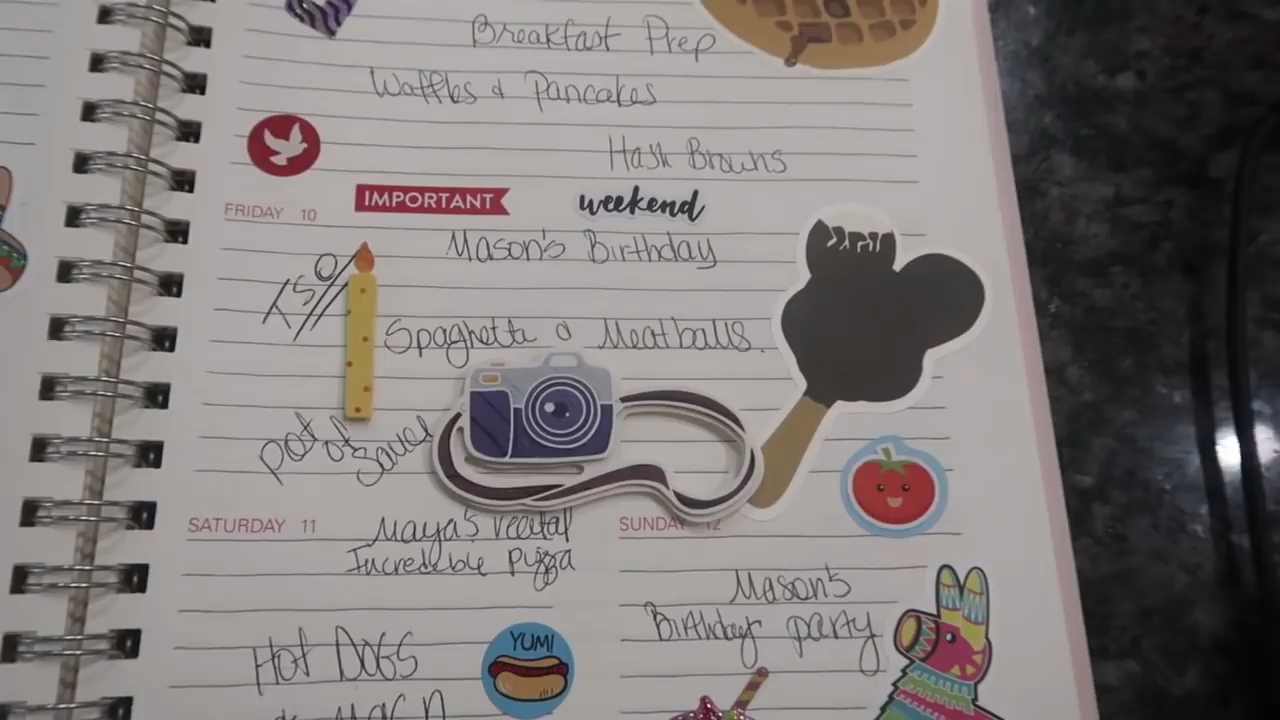 Breakfast Prep
Waffles & Pancakes
Hash Browns
FRIDAY 10
IMPORTANT
weekend
Mason's Birthday
Spaghetti & Meatballs.
pot of Sauce
SATURDAY 11
Maya's recital
Incredible pizza
SUNDAY 12
Mason's
Birthday party
Hot DOGS
YUM!